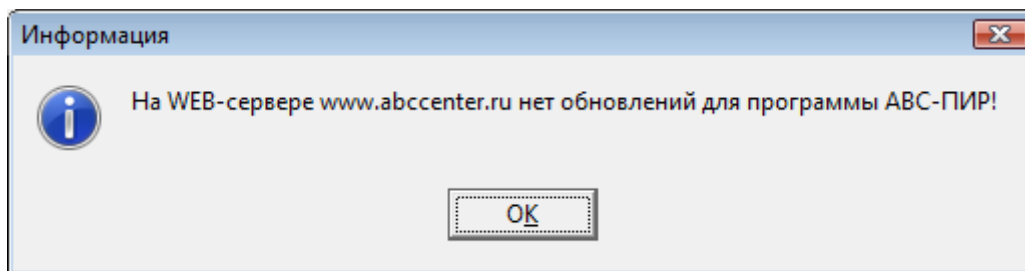 Информация
На WEB-сервере www.abccenter.ru нет обновлений для программы АВС-ПИР!
OK